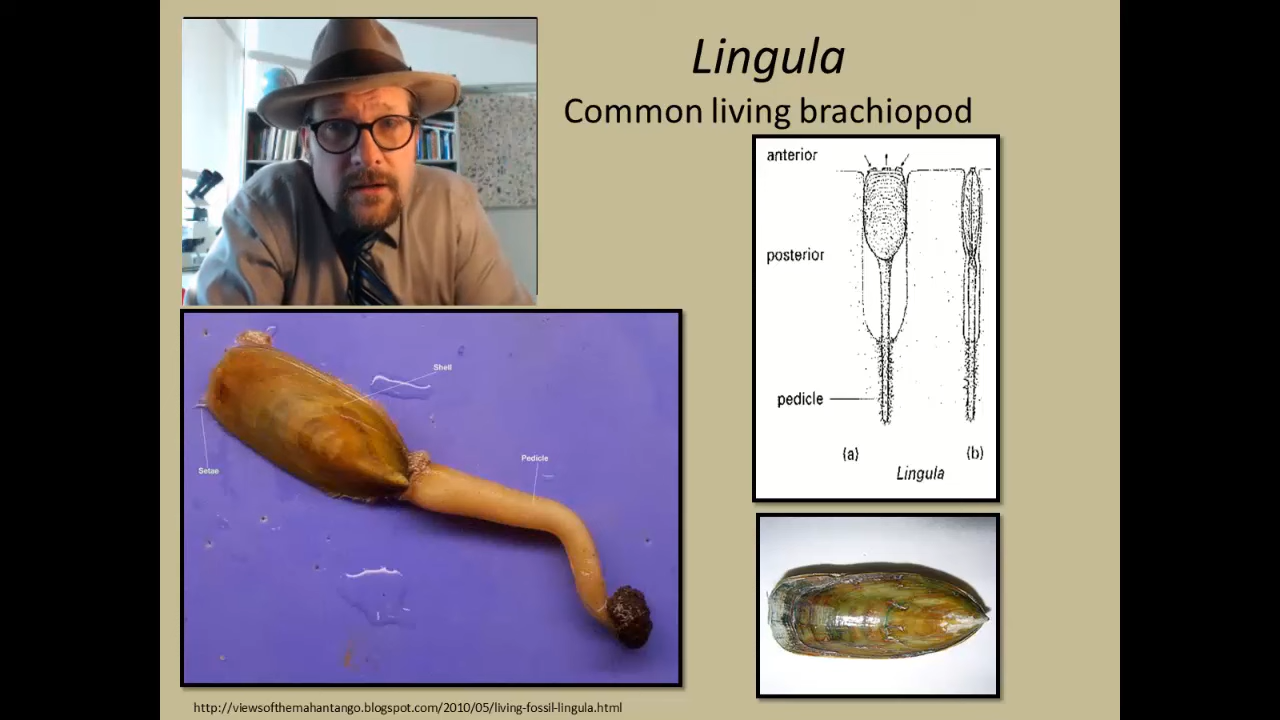 Lingula
Common living brachiopod
anterior
posterior
pedicle
(a)
(b)
Lingula
Shell
Pedicle
Setae
http://viewsofthemahantango.blogspot.com/2010/05/living-fossil-lingula.html